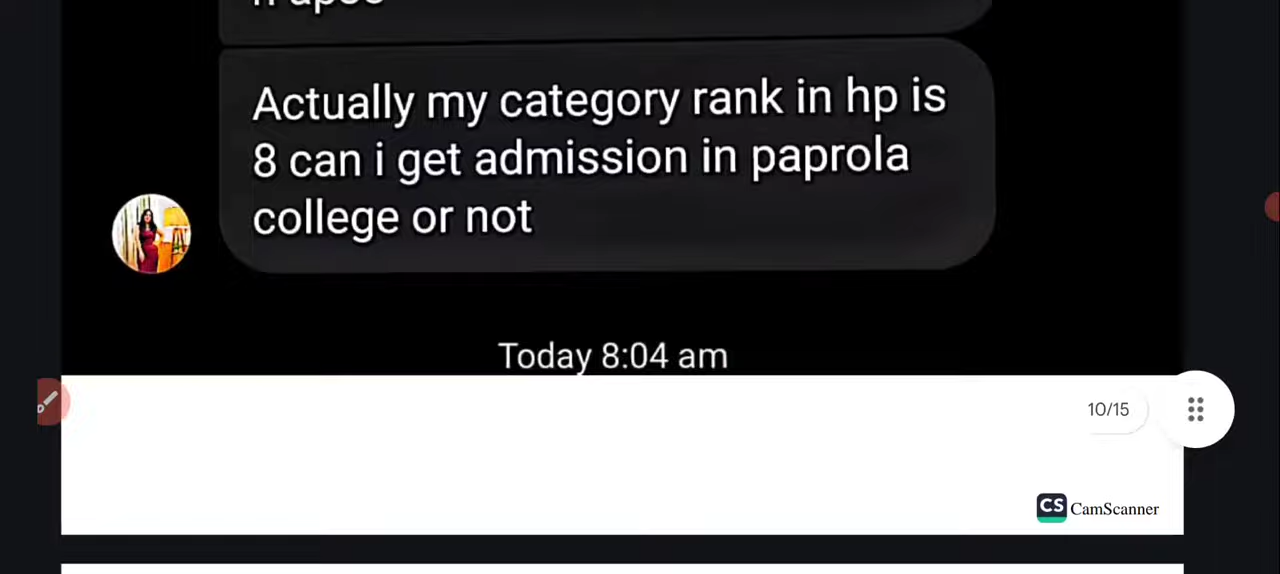 Actually my category rank in hp is
8 can i get admission in paprola
college or not
Today 8:04 am
10/15
CS CamScanner